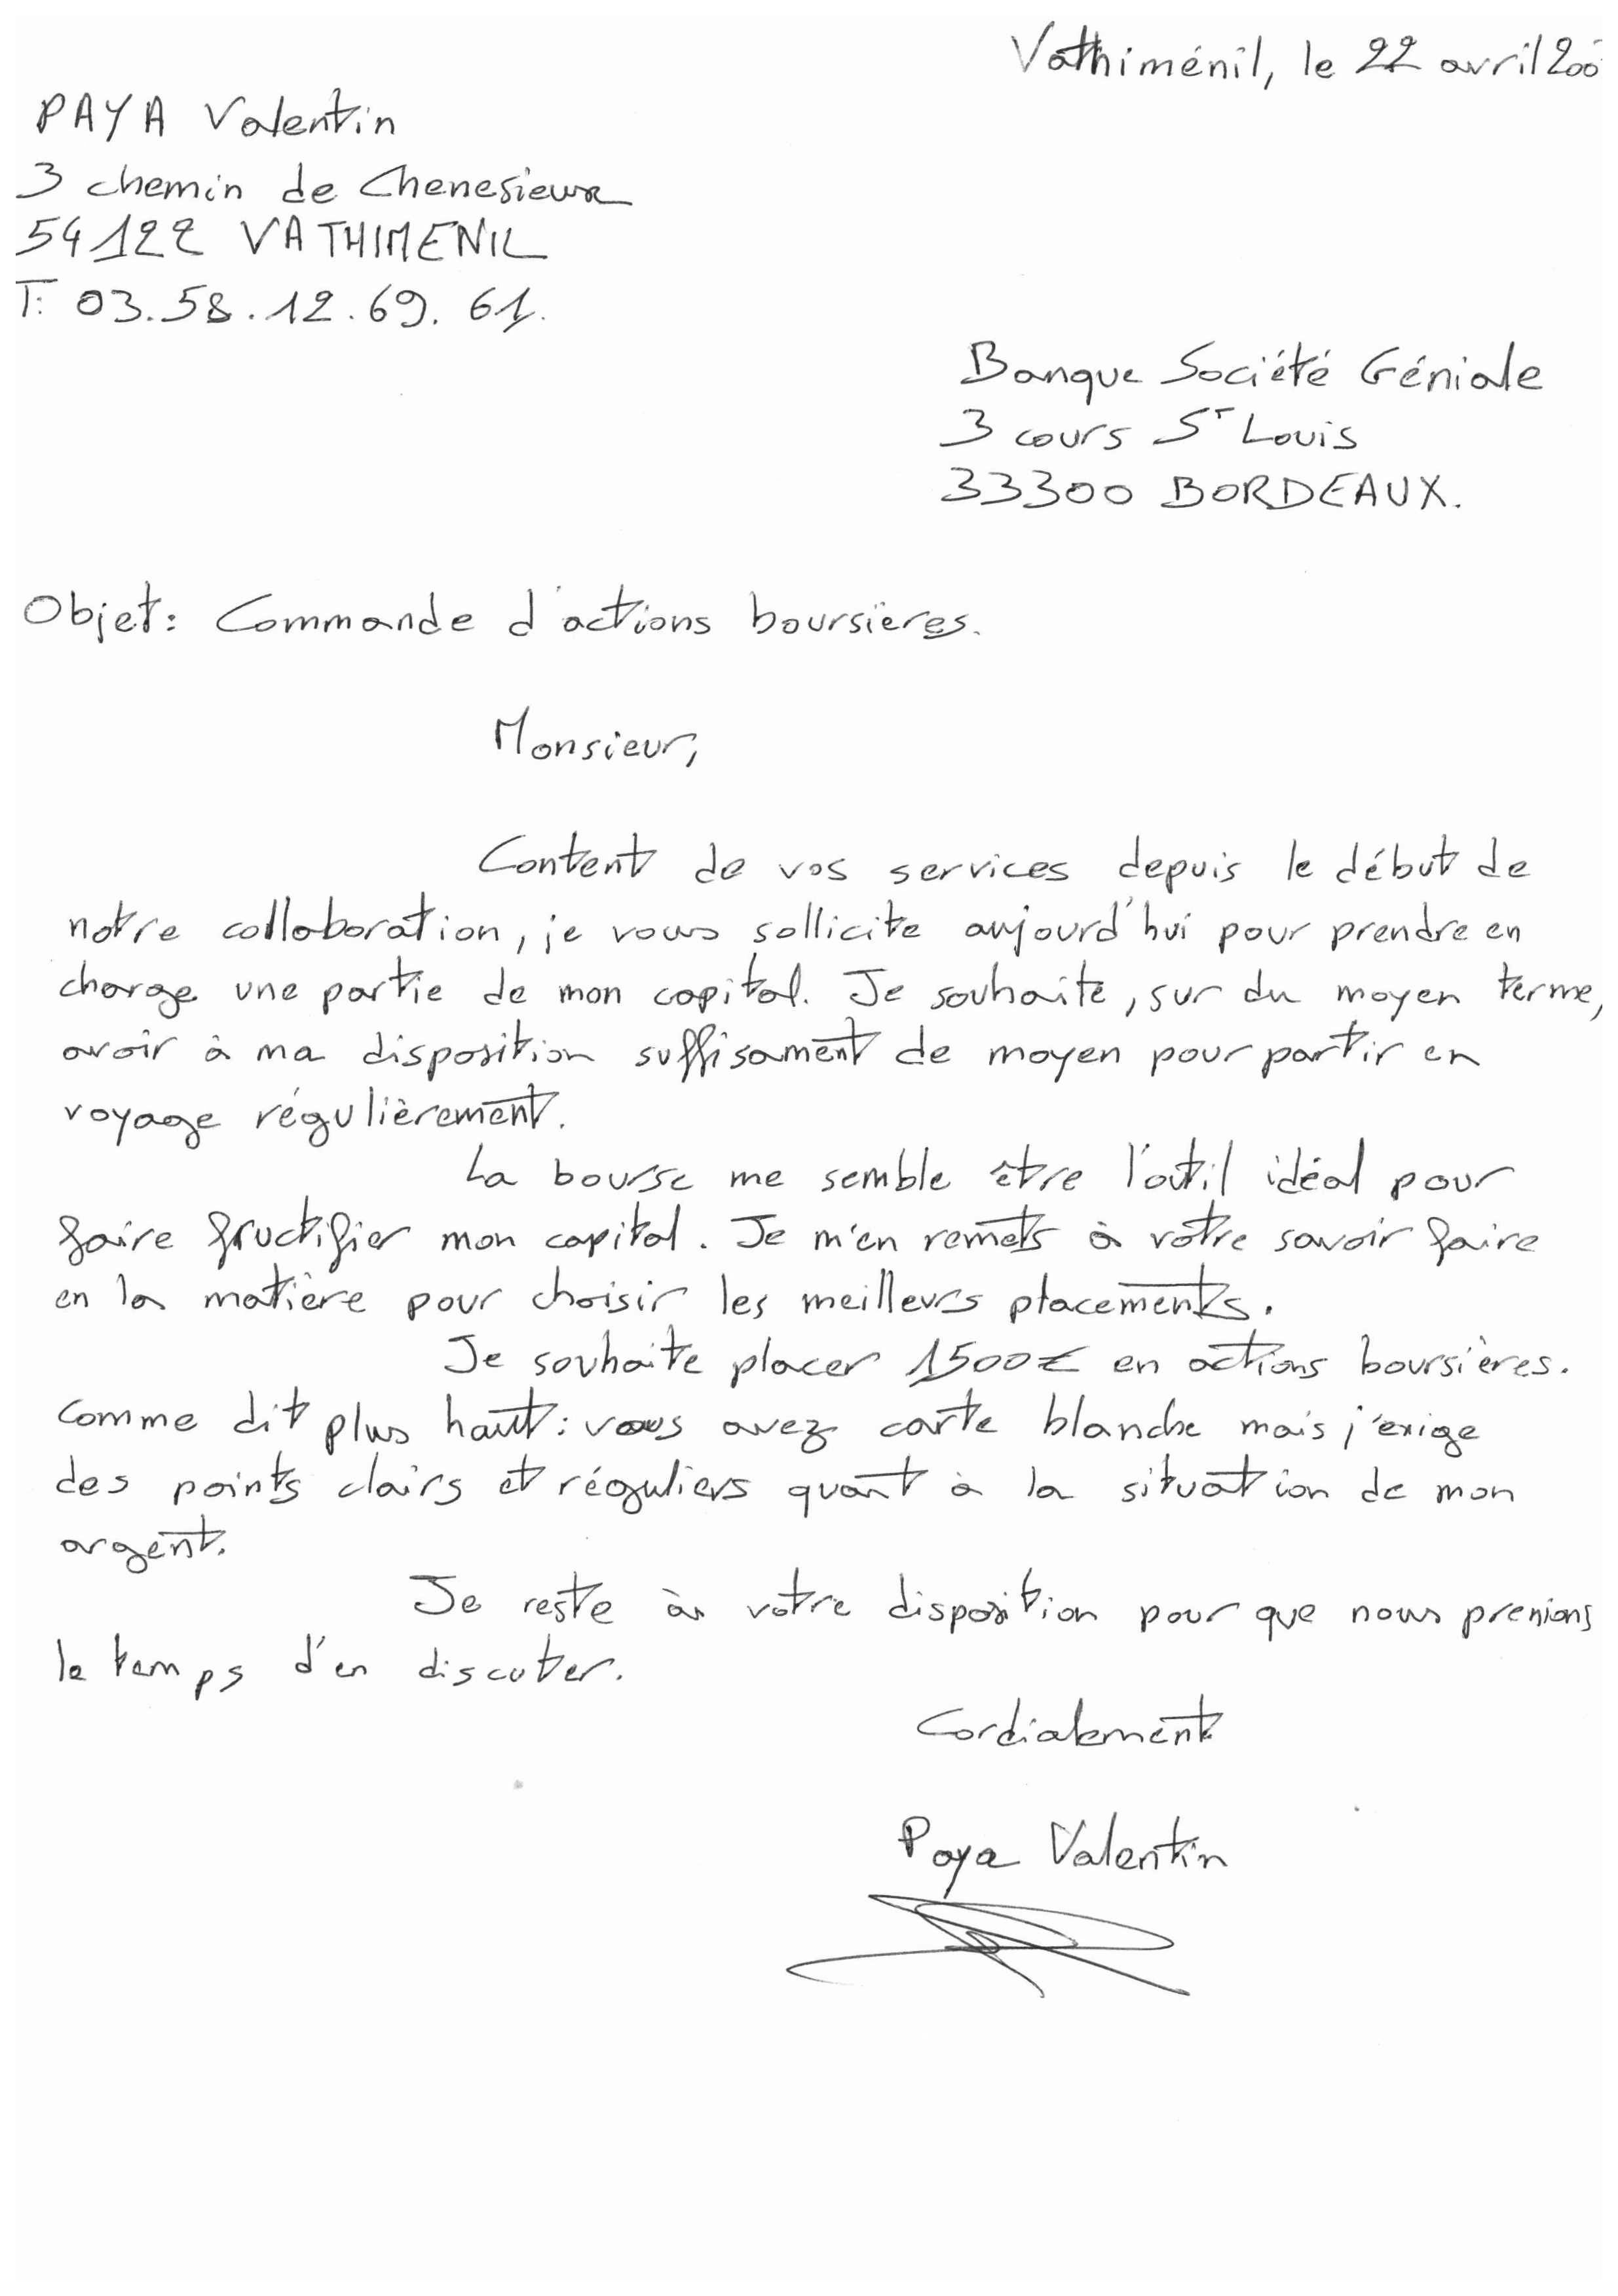 Vathiménil, le 22 avril 200
PAYA Valentin
3 chemin de Chenesieux
54122 VATHIMENIL
T: 03.58.12.69.61.
Banque Société Géniale
3 cours St Louis
33300 BORDEAUX.
Objet: Commande d'actions boursières.
Monsieur,
Content de vos services depuis le début de
notre collaboration, je vous sollicite aujourd'hui pour prendre en
charge une partie de mon capital. Je souhaite, sur du moyen terme,
avoir à ma disposition suffisament de moyen pour partir en
voyage régulièrement.
La bourse me semble être l'outil idéal pour
faire fructifier mon capital. Je m'en remets à votre savoir faire
en la matière pour choisir les meilleurs placements.
Je souhaite placer 1500€ en actions boursières.
Comme dit plus haut: vous avez carte blanche mais j'exige
des points clairs et réguliers quant à la situation de mon
argent.
Je reste à votre disposition pour que nous prenions
le temps d'en discuter.
Cordialement
Paya Valentin